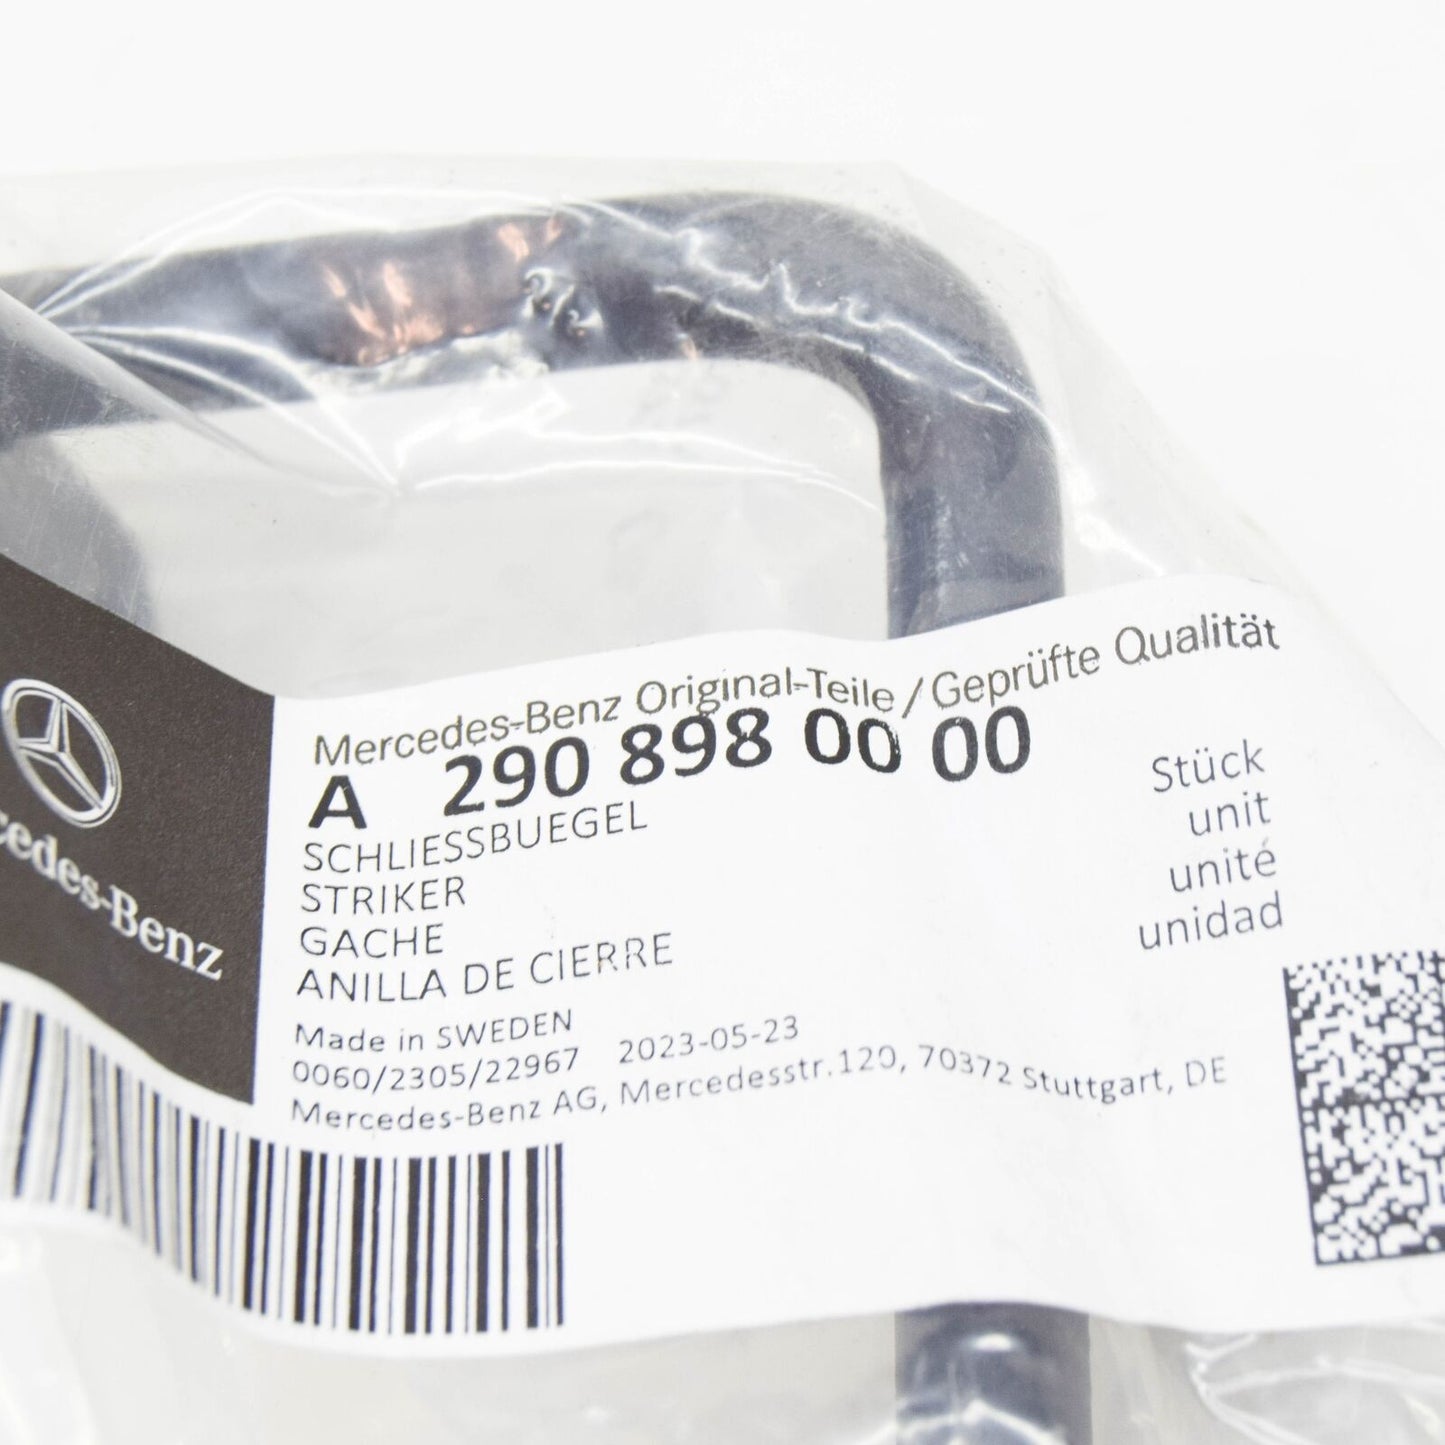 Mercedes-Benz Original-Teile / Geprüfte Qualität
A 290 898 00 00
SCHLIESSBUEGEL
STRIKER
GACHE
ANILLA DE CIERRE
Stück
unit
unité
unidad
Made in SWEDEN
0060/2305/22967 2023-05-23
Mercedes-Benz AG, Mercedesstr.120, 70372 Stuttgart, DE
cedes-Benz